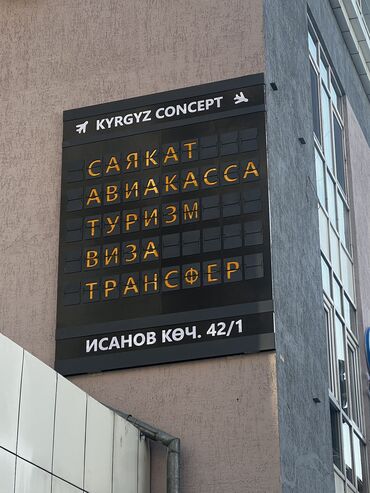 KYRGYZ CONCEPT
САЯКАТ
АВИАКАССА
ТУРИЗМ
ВИЗА
ТРАНСФЕР
ИСАНОВ КӨЧ. 42/1